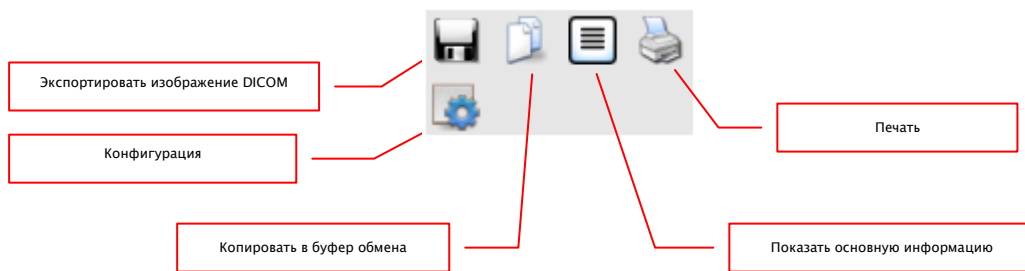 Экспортировать изображение DICOM
Печать
Конфигурация
Копировать в буфер обмена
Показать основную информацию